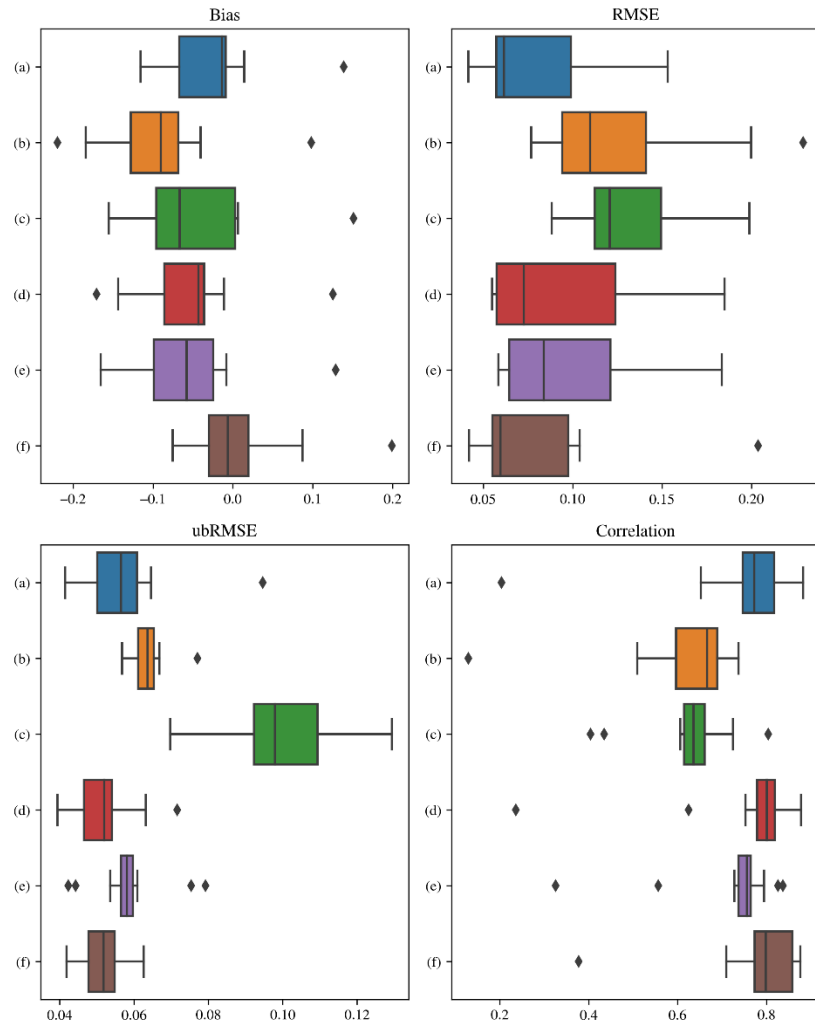 Bias
(a)
(b)
(c)
(d)
(e)
(f)
−0.2 −0.1 0.0 0.1 0.2
RMSE
(a)
(b)
(c)
(d)
(e)
(f)
0.05 0.10 0.15 0.20
ubRMSE
(a)
(b)
(c)
(d)
(e)
(f)
0.04 0.06 0.08 0.10 0.12
Correlation
(a)
(b)
(c)
(d)
(e)
(f)
0.2 0.4 0.6 0.8